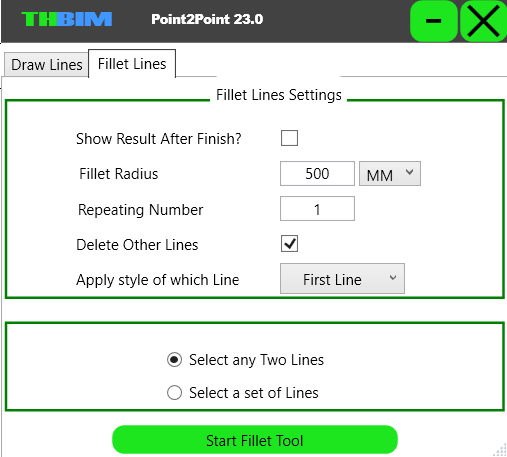 THBIM Point2Point 23.0
Draw Lines Fillet Lines
Fillet Lines Settings
Show Result After Finish?
Fillet Radius 500 MM
Repeating Number 1
Delete Other Lines
Apply style of which Line First Line
Select any Two Lines
Select a set of Lines
Start Fillet Tool